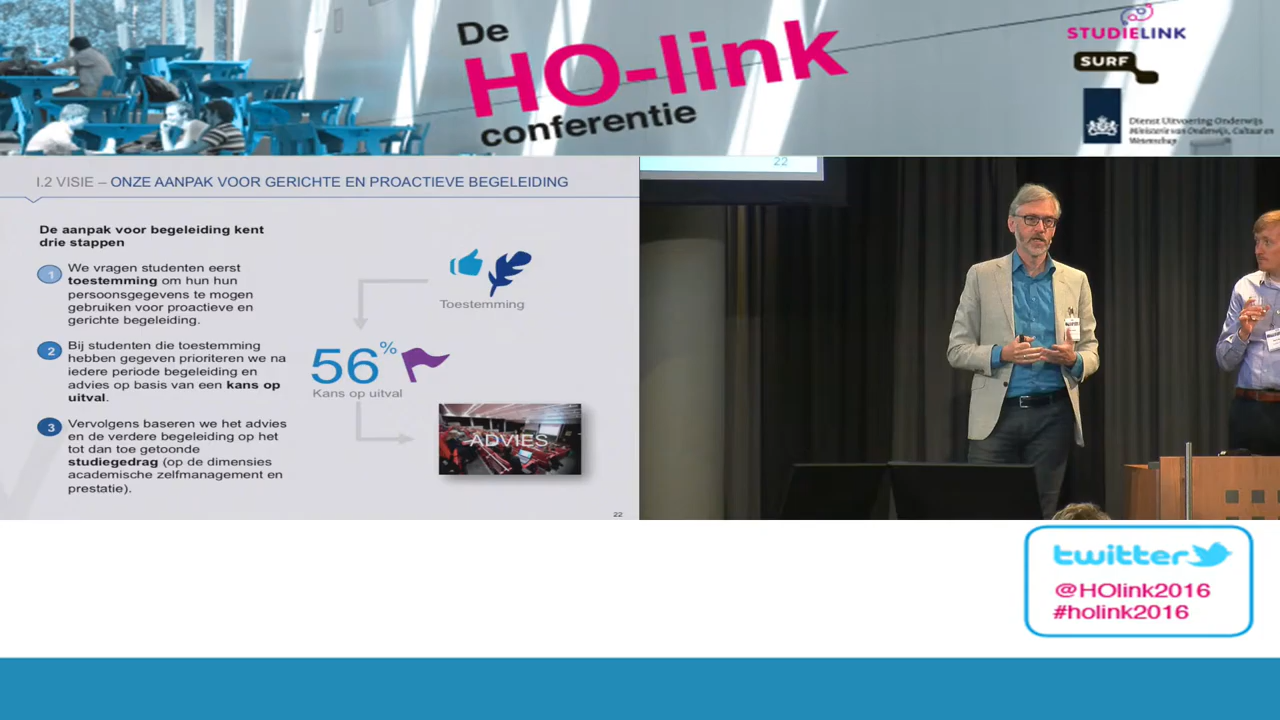 De
HO-link
conferentie
STUDIELINK
SURF
Dienst Uitvoering Onderwijs
Ministerie van Onderwijs, Cultuur en
Wetenschap
I.2 VISIE – ONZE AANPAK VOOR GERICHTE EN PROACTIEVE BEGELEIDING
De aanpak voor begeleiding kent
drie stappen
1 We vragen studenten eerst
toestemming om hun hun
persoonsgegevens te mogen
gebruiken voor proactieve en
gerichte begeleiding.
2 Bij studenten die toestemming
hebben gegeven prioriteren we na
iedere periode begeleiding en
advies op basis van een kans op
uitval.
3 Vervolgens baseren we het advies
en de verdere begeleiding op het
tot dan toe getoonde
studiegedrag (op de dimensies
academische zelfmanagement en
prestatie).
Toestemming
56%
Kans op uitval
ADVIES
22
22
twitter
@HOlink2016
#holink2016